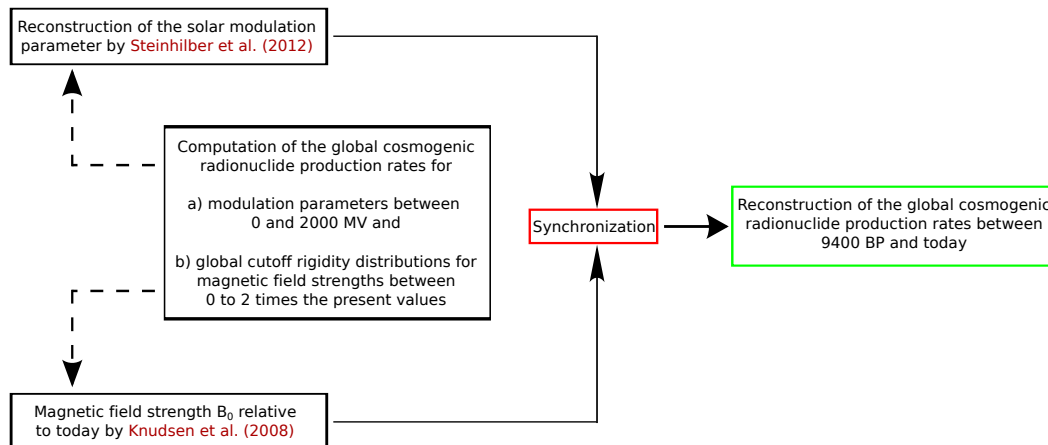 Reconstruction of the solar modulation
parameter by Steinhilber et al. (2012)
Computation of the global cosmogenic
radionuclide production rates for
a) modulation parameters between
0 and 2000 MV and
b) global cutoff rigidity distributions for
magnetic field strengths between
0 to 2 times the present values
Synchronization
Reconstruction of the global cosmogenic
radionuclide production rates between
9400 BP and today
Magnetic field strength B₀ relative
to today by Knudsen et al. (2008)